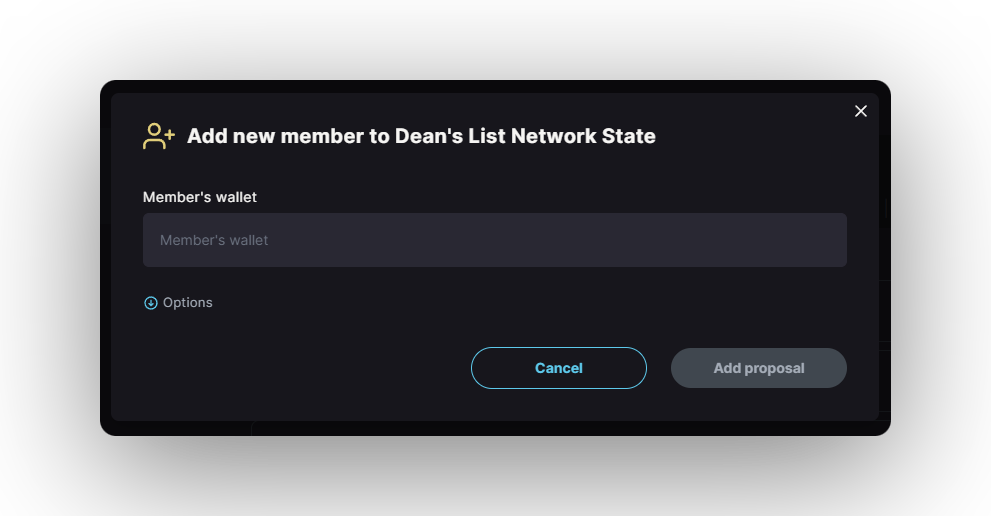 Add new member to Dean's List Network State
Member's wallet
Member's wallet
Options
Cancel
Add proposal